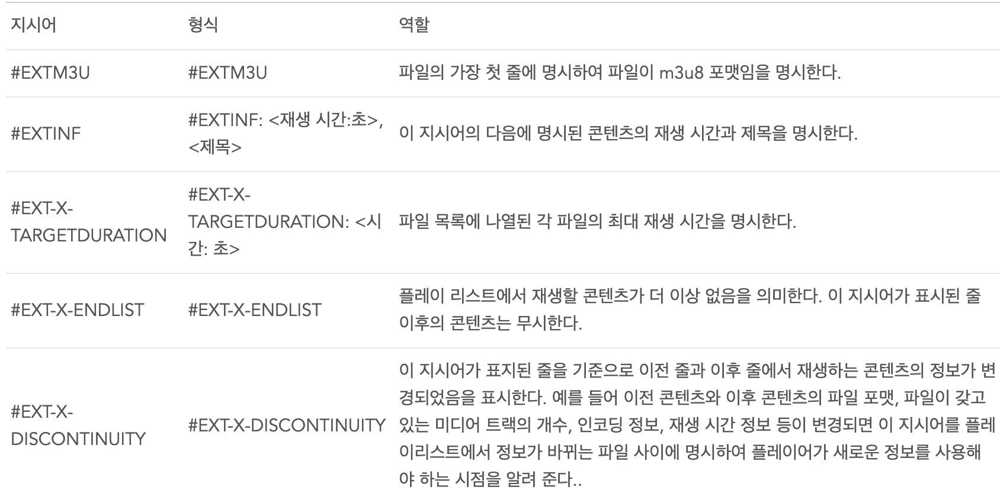 지시어 형식 역할
#EXTM3U #EXTM3U 파일의 가장 첫 줄에 명시하여 파일이 m3u8 포맷임을 명시한다.
#EXTINF
#EXTINF: <재생 시간:초>,
<제목>
이 지시어의 다음에 명시된 콘텐츠의 재생 시간과 제목을 명시한다.
#EXT-X-
TARGETDURATION
#EXT-X-
TARGETDURATION: <시
간: 초>
파일 목록에 나열된 각 파일의 최대 재생 시간을 명시한다.
#EXT-X-ENDLIST
#EXT-X-ENDLIST
플레이 리스트에서 재생할 콘텐츠가 더 이상 없음을 의미한다. 이 지시어가 표시된 줄
이후의 콘텐츠는 무시한다.
#EXT-X-
DISCONTINUITY
#EXT-X-DISCONTINUITY
이 지시어가 표지된 줄을 기준으로 이전 줄과 이후 줄에서 재생하는 콘텐츠의 정보가 변
경되었음을 표시한다. 예를 들어 이전 콘텐츠와 이후 콘텐츠의 파일 포맷, 파일이 갖고
있는 미디어 트랙의 개수, 인코딩 정보, 재생 시간 정보 등이 변경되면 이 지시어를 플레
이리스트에서 정보가 바뀌는 파일 사이에 명시하여 플레이어가 새로운 정보를 사용해
야 하는 시점을 알려 준다..